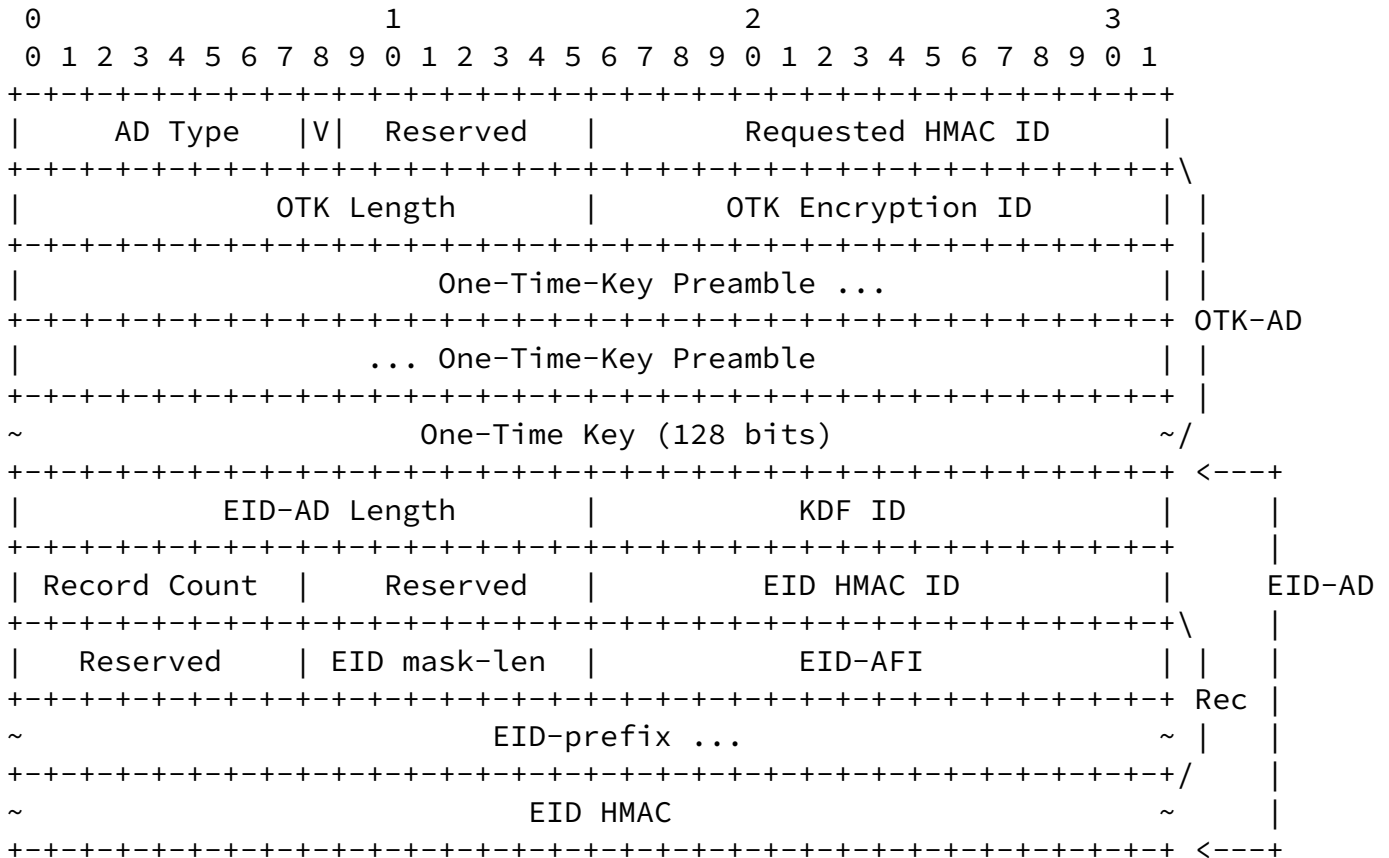 0                   1                   2                   3
 0 1 2 3 4 5 6 7 8 9 0 1 2 3 4 5 6 7 8 9 0 1 2 3 4 5 6 7 8 9 0 1
+-+-+-+-+-+-+-+-+-+-+-+-+-+-+-+-+-+-+-+-+-+-+-+-+-+-+-+-+-+-+-+-+
|     AD Type   |V|  Reserved   |        Requested HMAC ID      |
+-+-+-+-+-+-+-+-+-+-+-+-+-+-+-+-+-+-+-+-+-+-+-+-+-+-+-+-+-+-+-+-+\
|              OTK Length       |       OTK Encryption ID       | |
+-+-+-+-+-+-+-+-+-+-+-+-+-+-+-+-+-+-+-+-+-+-+-+-+-+-+-+-+-+-+-+-+ |
|                       One-Time-Key Preamble ...               | |
+-+-+-+-+-+-+-+-+-+-+-+-+-+-+-+-+-+-+-+-+-+-+-+-+-+-+-+-+-+-+-+-+ OTK-AD
|                   ... One-Time-Key Preamble                   | |
+-+-+-+-+-+-+-+-+-+-+-+-+-+-+-+-+-+-+-+-+-+-+-+-+-+-+-+-+-+-+-+-+ |
~                      One-Time Key (128 bits)                  ~/
+-+-+-+-+-+-+-+-+-+-+-+-+-+-+-+-+-+-+-+-+-+-+-+-+-+-+-+-+-+-+-+-+ <---+
|           EID-AD Length       |           KDF ID              |     |
+-+-+-+-+-+-+-+-+-+-+-+-+-+-+-+-+-+-+-+-+-+-+-+-+-+-+-+-+-+-+-+-+     |
| Record Count  |    Reserved   |         EID HMAC ID           |     EID-AD
+-+-+-+-+-+-+-+-+-+-+-+-+-+-+-+-+-+-+-+-+-+-+-+-+-+-+-+-+-+-+-+-+\    |
|   Reserved    | EID mask-len  |           EID-AFI             | |   |
+-+-+-+-+-+-+-+-+-+-+-+-+-+-+-+-+-+-+-+-+-+-+-+-+-+-+-+-+-+-+-+-+ Rec |
~                          EID-prefix ...                       ~ |   |
+-+-+-+-+-+-+-+-+-+-+-+-+-+-+-+-+-+-+-+-+-+-+-+-+-+-+-+-+-+-+-+-+/    |
~                            EID HMAC                           ~     |
+-+-+-+-+-+-+-+-+-+-+-+-+-+-+-+-+-+-+-+-+-+-+-+-+-+-+-+-+-+-+-+-+ <---+